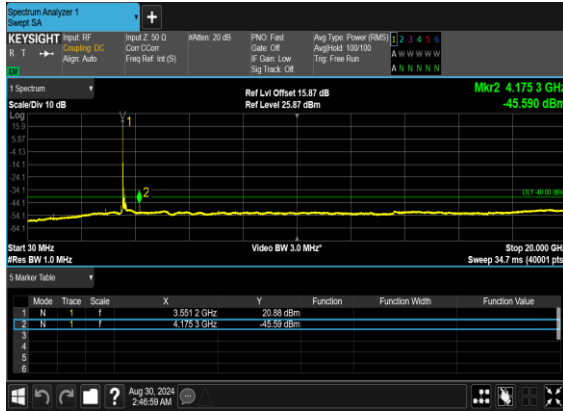 Spectrum Analyzer 1
Swept SA
+
KEYSIGHT Input: RF Input Z: 50 Ω #Atten: 20 dB PNO: Fast Avg Type: Power (RMS) 1 2 3 4 5 6
R T Coupling: DC Corr CCorr Gate: Off Avg|Hold: 100/100 A W W W W W
Align: Auto Freq Ref: Int (S) IF Gain: Low Trig: Free Run
Sig Track: Off A N N N N N
LU
1 Spectrum Ref Lvl Offset 15.87 dB Mkr2 4.175 3 GHz
Scale/Div 10 dB Ref Level 25.87 dBm -45.590 dBm
Log
15.9
5.87
-4.13
-14.1
-24.1
-34.1
-44.1
-54.1
-64.1
1
2
Start 30 MHz Video BW 3.0 MHz* Stop 20.000 GHz
#Res BW 1.0 MHz Sweep 34.7 ms (40001 pts)
5 Marker Table
Mode Trace Scale X Y Function Function Width Function Value
1 N 1 f 3.551 2 GHz 20.88 dBm
2 N 1 f 4.175 3 GHz -45.59 dBm
3
4
5
6
? Aug 30, 2024
2:46:59 AM